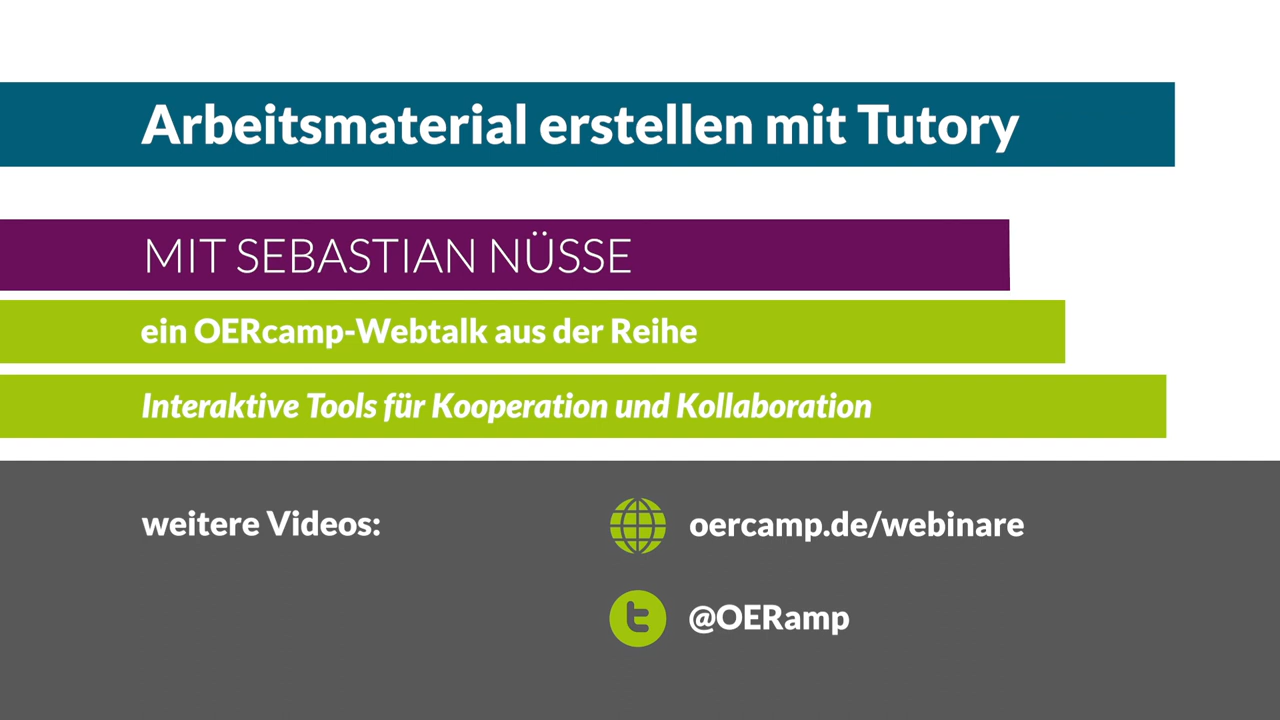 Arbeitsmaterial erstellen mit Tutory
MIT SEBASTIAN NÜSSE
ein OERcamp-Webtalk aus der Reihe
Interaktive Tools für Kooperation und Kollaboration
weitere Videos:
oercamp.de/webinare
@OERamp